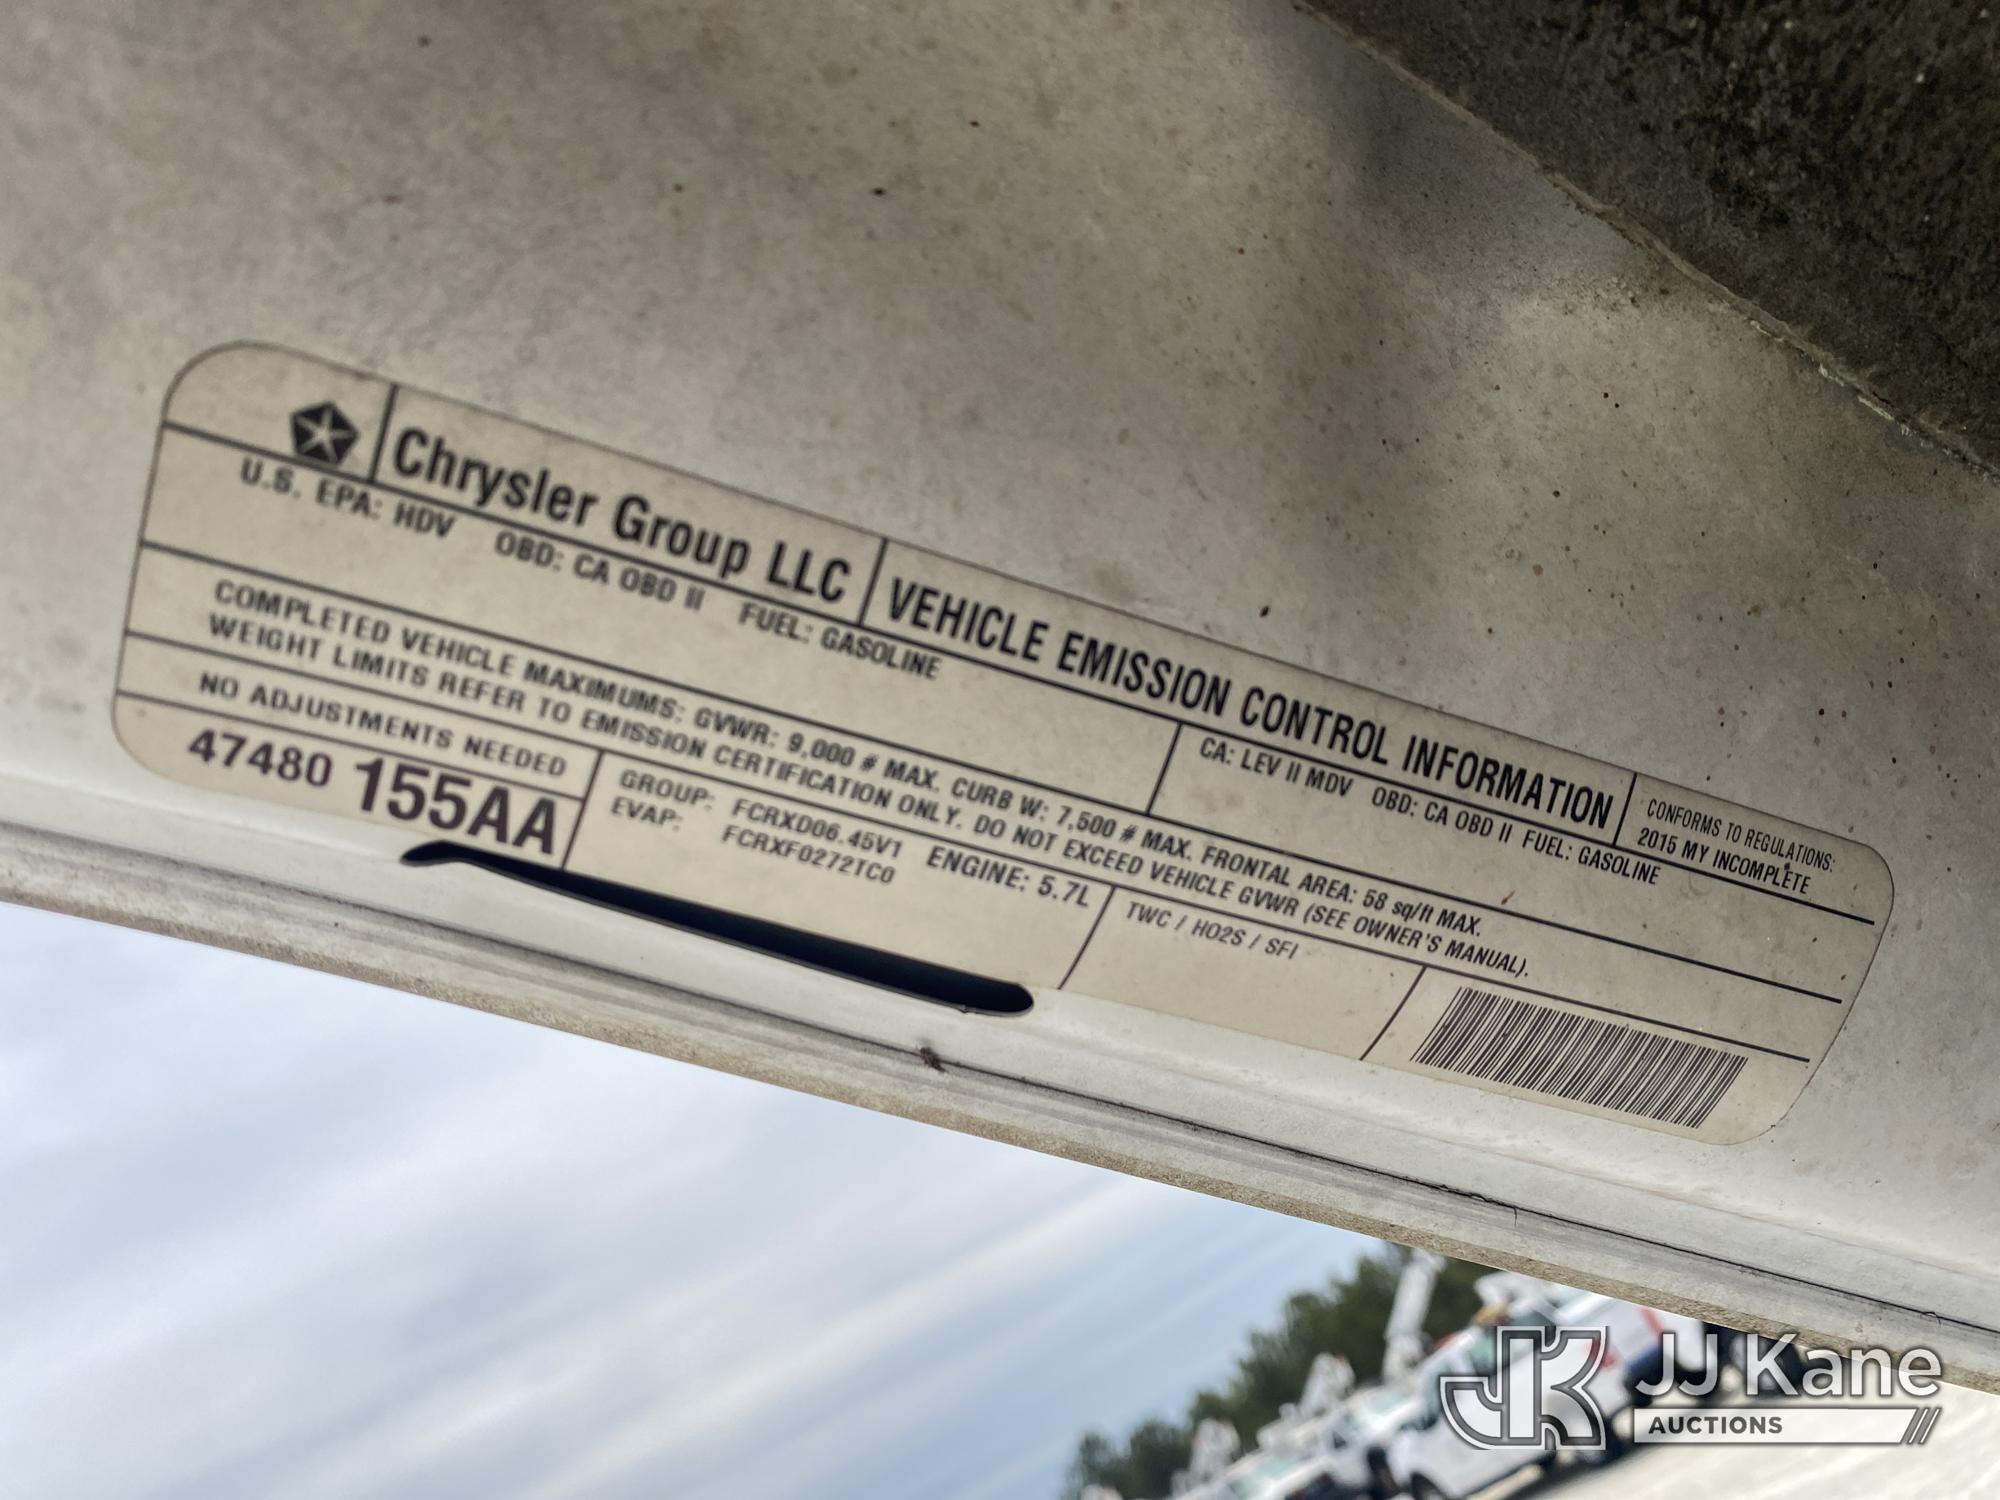 Chrysler Group LLC
VEHICLE EMISSION CONTROL INFORMATION
CONFORMS TO REGULATIONS:
2015 MY INCOMPLETE
U.S. EPA: HDV OBD: CA OBD II FUEL: GASOLINE
CA: LEV II MDV OBD: CA OBD II FUEL: GASOLINE
COMPLETED VEHICLE MAXIMUMS: GVWR: 9,000 # MAX. CURB W: 7,500 # MAX. FRONTAL AREA: 58 sq/ft MAX.
WEIGHT LIMITS REFER TO EMISSION CERTIFICATION ONLY. DO NOT EXCEED VEHICLE GVWR (SEE OWNER'S MANUAL).
NO ADJUSTMENTS NEEDED
47480 155AA
GROUP: FCRXD06.45V1 ENGINE: 5.7L
EVAP: FCRXF0272TC0
TWC / HO2S / SFI
JK JJ Kane
AUCTIONS